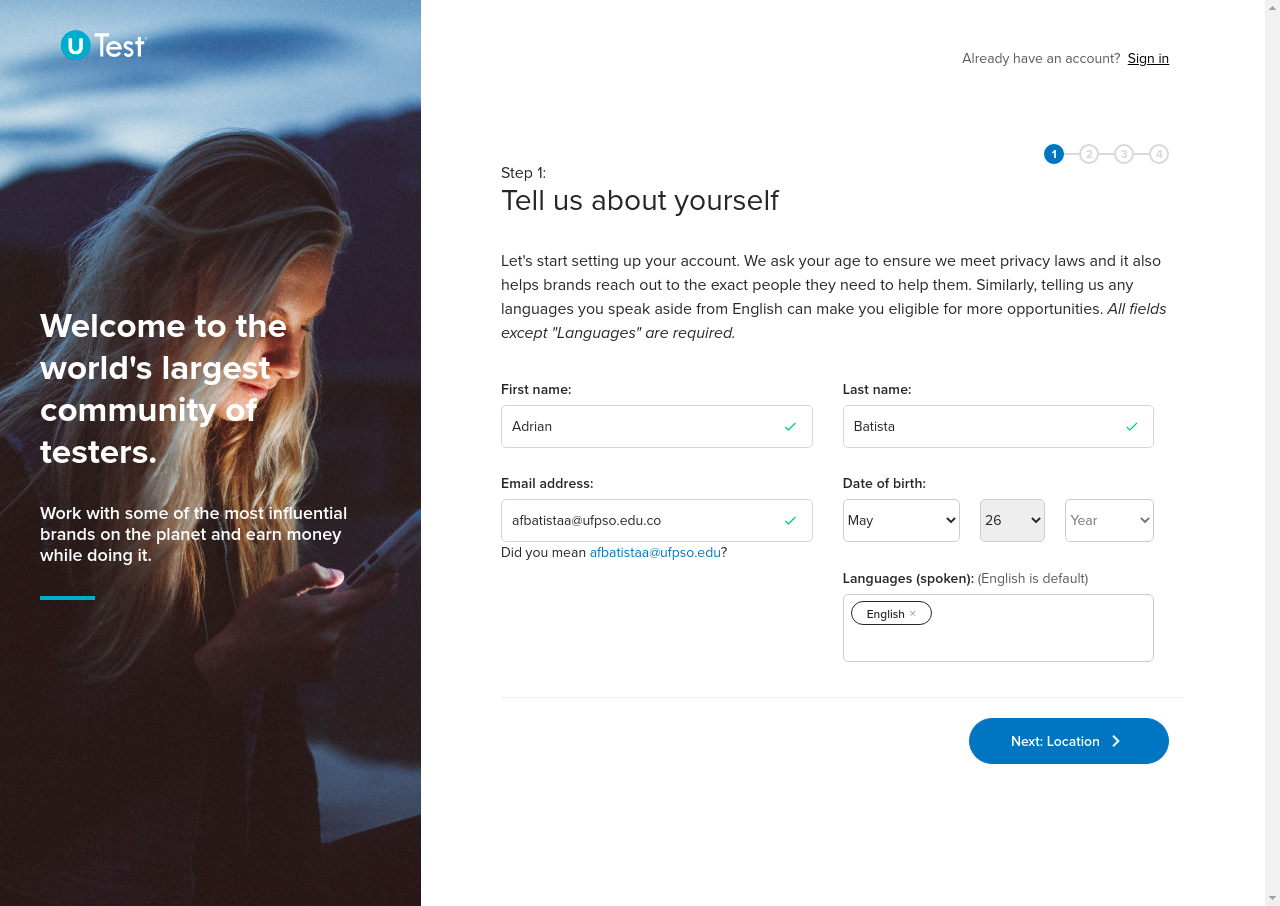 U Test
Already have an account? Sign in
1 2 3 4
Step 1:
Tell us about yourself
Let's start setting up your account. We ask your age to ensure we meet privacy laws and it also
helps brands reach out to the exact people they need to help them. Similarly, telling us any
languages you speak aside from English can make you eligible for more opportunities. All fields
except "Languages" are required.
Welcome to the
world's largest
community of
testers.
Work with some of the most influential
brands on the planet and earn money
while doing it.
First name:
Adrian
Last name:
Batista
Email address:
afbatistaa@ufpso.edu.co
Did you mean afbatistaa@ufpso.edu?
Date of birth:
May 26 Year
Languages (spoken): (English is default)
English ×
Next: Location